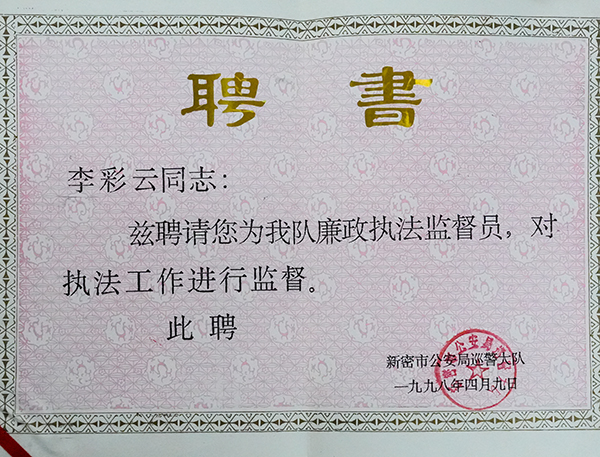 聘书
李彩云同志：
兹聘请您为我队廉政执法监督员，对
执法工作进行监督。
此聘
新密市公安局巡警大队
一九九八年四月九日